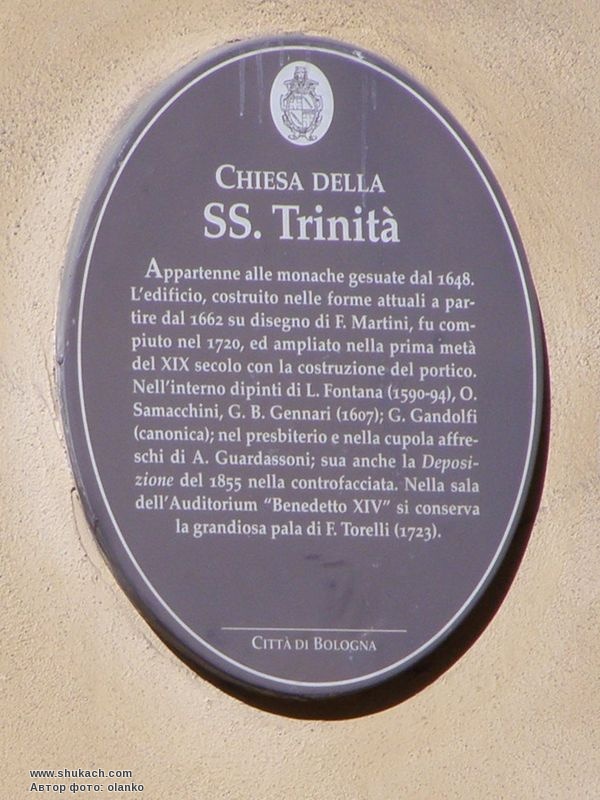 CHIESA DELLA
SS. Trinità
Appartenne alle monache gesuate dal 1648.
L'edificio, costruito nelle forme attuali a par-
tire dal 1662 su disegno di F. Martini, fu com-
piuto nel 1720, ed ampliato nella prima metà
del XIX secolo con la costruzione del portico.
Nell'interno dipinti di L. Fontana (1590-94), O.
Samacchini, G. B. Gennari (1607); G. Gandolfi
(canonica); nel presbiterio e nella cupola affre-
schi di A. Guardassoni; sua anche la Deposi-
zione del 1855 nella controfacciata. Nella sala
dell'Auditorium "Benedetto XIV" si conserva
la grandiosa pala di F. Torelli (1723).
CITTÀ DI BOLOGNA
www.shukach.com
Автор фото: olanko